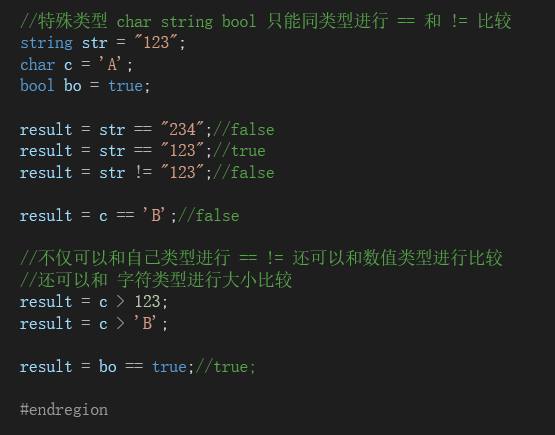 //特殊类型 char string bool 只能同类型进行 == 和 != 比较
string str = "123";
char c = 'A';
bool bo = true;
result = str == "234";//false
result = str == "123";//true
result = str != "123";//false
result = c == 'B';//false
//不仅可以和自己类型进行 == != 还可以和数值类型进行比较
//还可以和 字符类型进行大小比较
result = c > 123;
result = c > 'B';
result = bo == true;//true;
#endregion